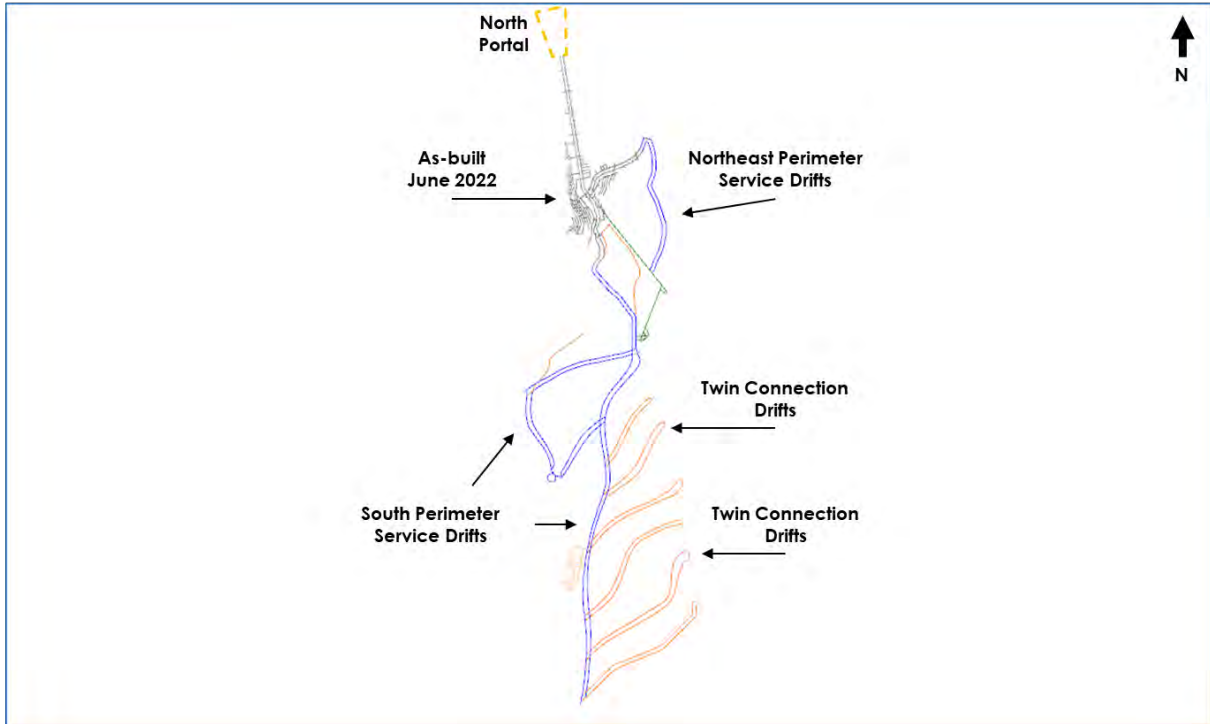 North
Portal
N
As-built
June 2022
Northeast Perimeter
Service Drifts
Twin Connection
Drifts
South Perimeter
Service Drifts
Twin Connection
Drifts